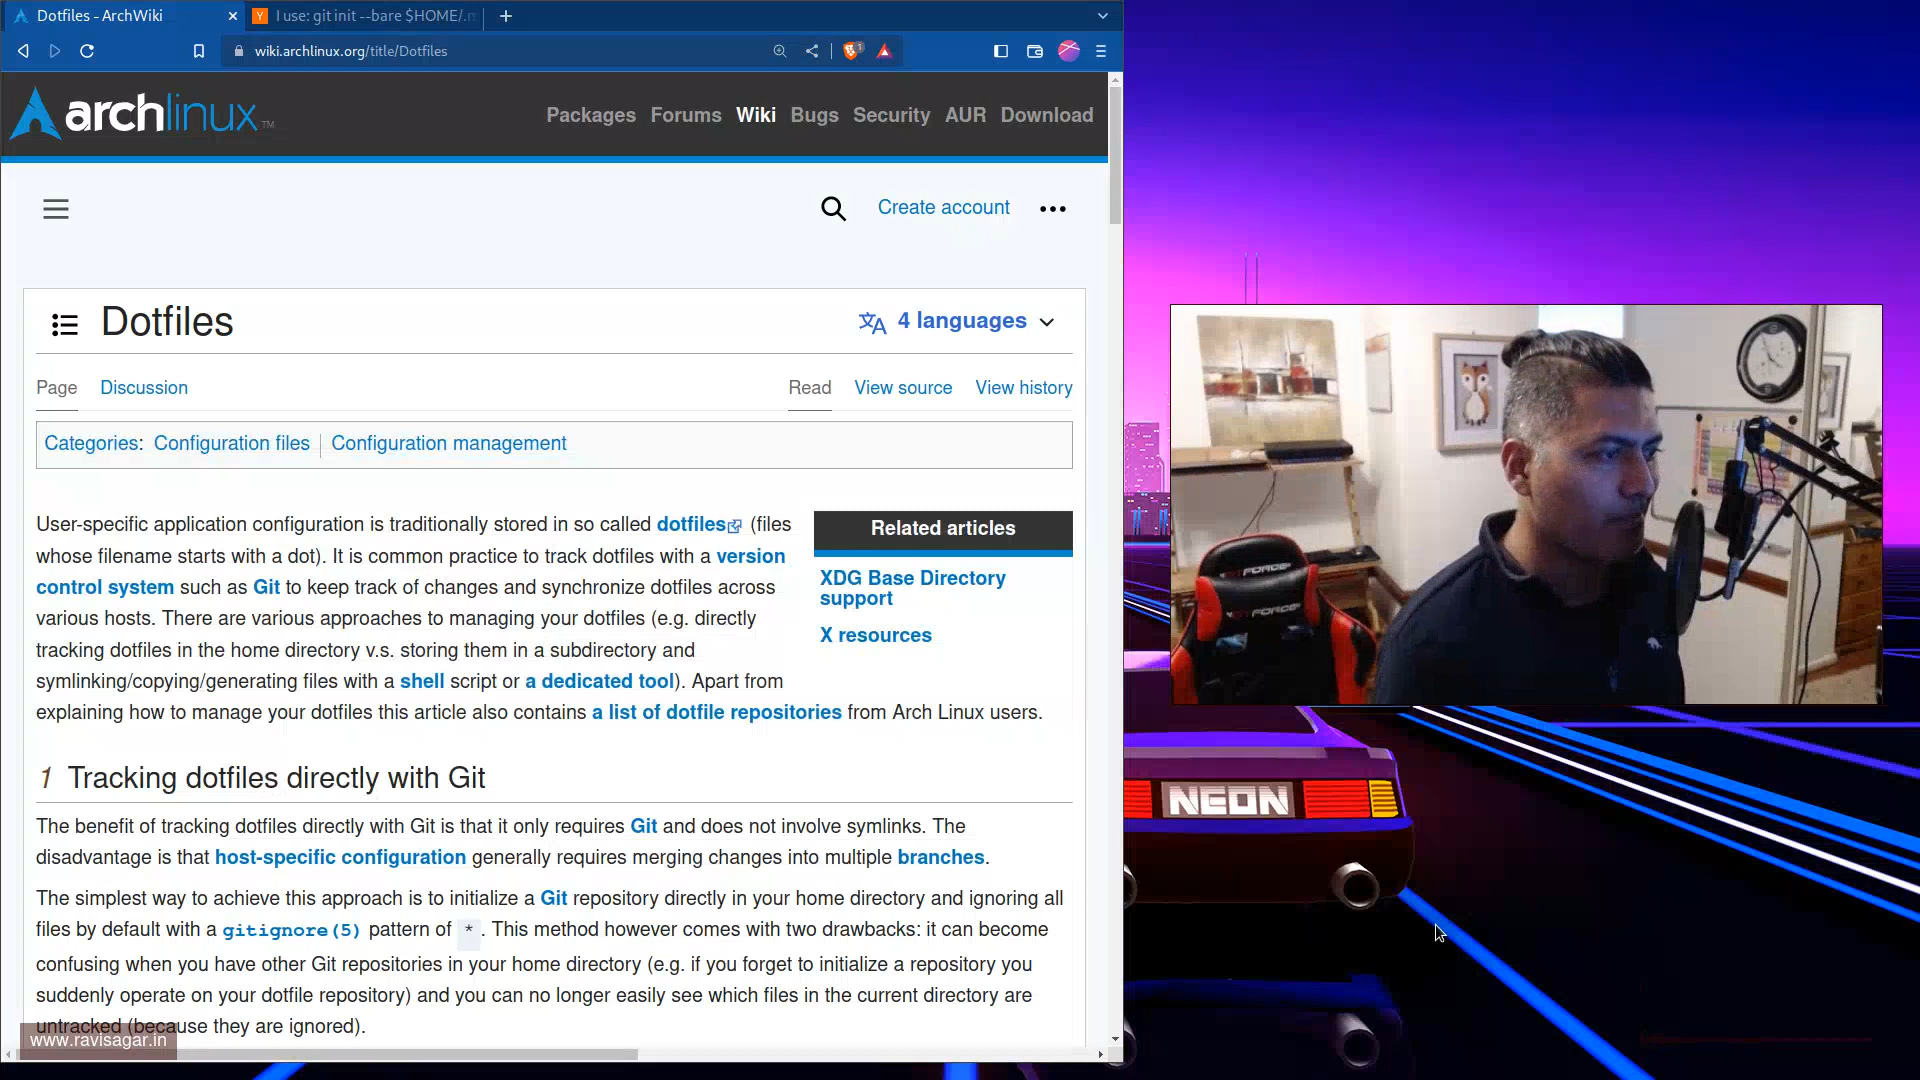 Dotfiles - ArchWiki
I use: git init --bare $HOME/.m
wiki.archlinux.org/title/Dotfiles
1
archlinux™
Packages Forums Wiki Bugs Security AUR Download
Create account
Dotfiles
4 languages
Page Discussion Read View source View history
Categories: Configuration files | Configuration management
User-specific application configuration is traditionally stored in so called dotfiles (files
whose filename starts with a dot). It is common practice to track dotfiles with a version
control system such as Git to keep track of changes and synchronize dotfiles across
various hosts. There are various approaches to managing your dotfiles (e.g. directly
tracking dotfiles in the home directory v.s. storing them in a subdirectory and
symlinking/copying/generating files with a shell script or a dedicated tool). Apart from
explaining how to manage your dotfiles this article also contains a list of dotfile repositories from Arch Linux users.
Related articles
XDG Base Directory
support
X resources
1 Tracking dotfiles directly with Git
The benefit of tracking dotfiles directly with Git is that it only requires Git and does not involve symlinks. The
disadvantage is that host-specific configuration generally requires merging changes into multiple branches.
The simplest way to achieve this approach is to initialize a Git repository directly in your home directory and ignoring all
files by default with a gitignore(5) pattern of *. This method however comes with two drawbacks: it can become
confusing when you have other Git repositories in your home directory (e.g. if you forget to initialize a repository you
suddenly operate on your dotfile repository) and you can no longer easily see which files in the current directory are
untracked (because they are ignored).
www.ravisagar.in
NEON